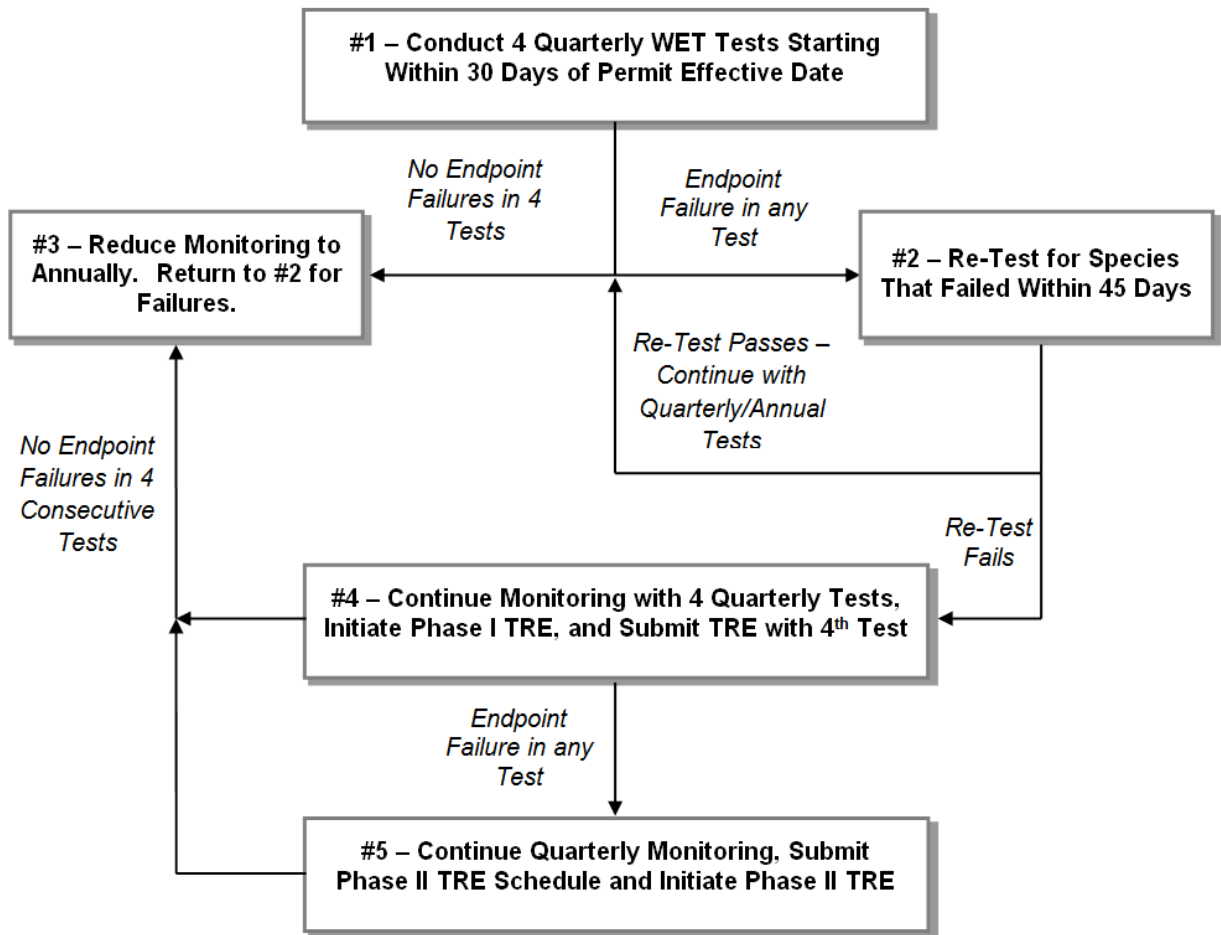 #1 – Conduct 4 Quarterly WET Tests Starting
Within 30 Days of Permit Effective Date
No Endpoint
Failures in 4
Tests
Endpoint
Failure in any
Test
#3 – Reduce Monitoring to
Annually. Return to #2 for
Failures.
#2 – Re-Test for Species
That Failed Within 45 Days
Re-Test Passes –
Continue with
Quarterly/Annual
Tests
No Endpoint
Failures in 4
Consecutive
Tests
Re-Test
Fails
#4 – Continue Monitoring with 4 Quarterly Tests,
Initiate Phase I TRE, and Submit TRE with 4th Test
Endpoint
Failure in any
Test
#5 – Continue Quarterly Monitoring, Submit
Phase II TRE Schedule and Initiate Phase II TRE